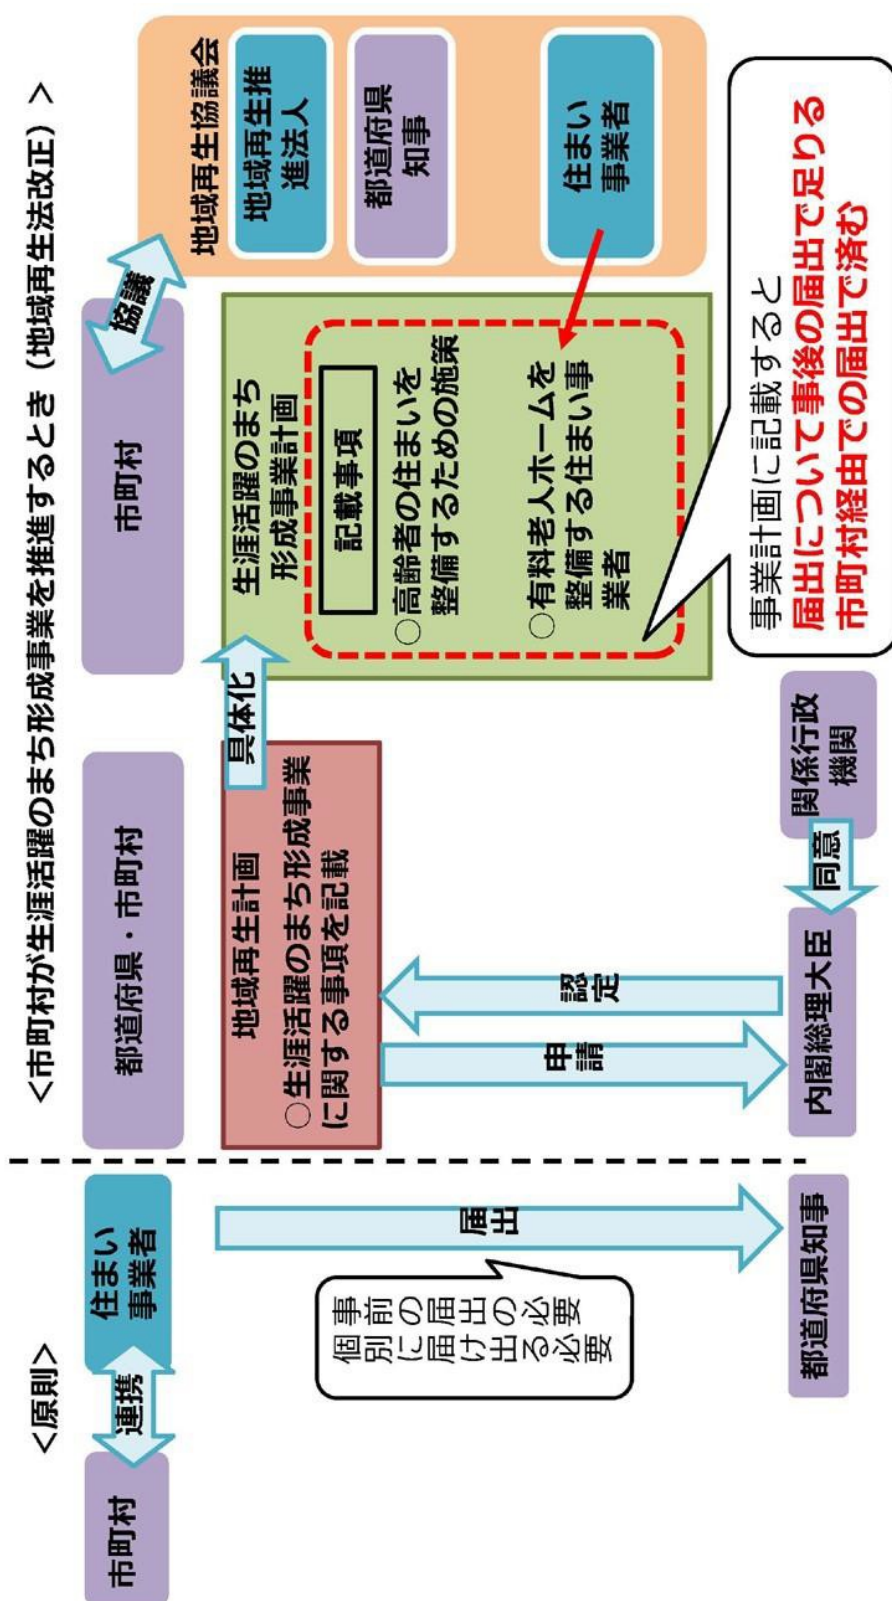 <原則>
市町村
連携
住まい
事業者
届出
事前の届出の必要
個別に届け出る必要
都道府県知事
<市町村が生涯活躍のまち形成事業を推進するとき（地域再生法改正）>
都道府県・市町村
地域再生計画
○生涯活躍のまち形成事業
に関する事項を記載
申請
認定
内閣総理大臣
同意
関係行政
機関
具体化
市町村
協議
生涯活躍のまち
形成事業計画
記載事項
○高齢者の住まいを
整備するための施策
○有料老人ホームを
整備する住まい事
業者
地域再生協議会
地域再生推
進法人
都道府県
知事
住まい
事業者
事業計画に記載すると
届出について事後の届出で足りる
市町村経由での届出で済む